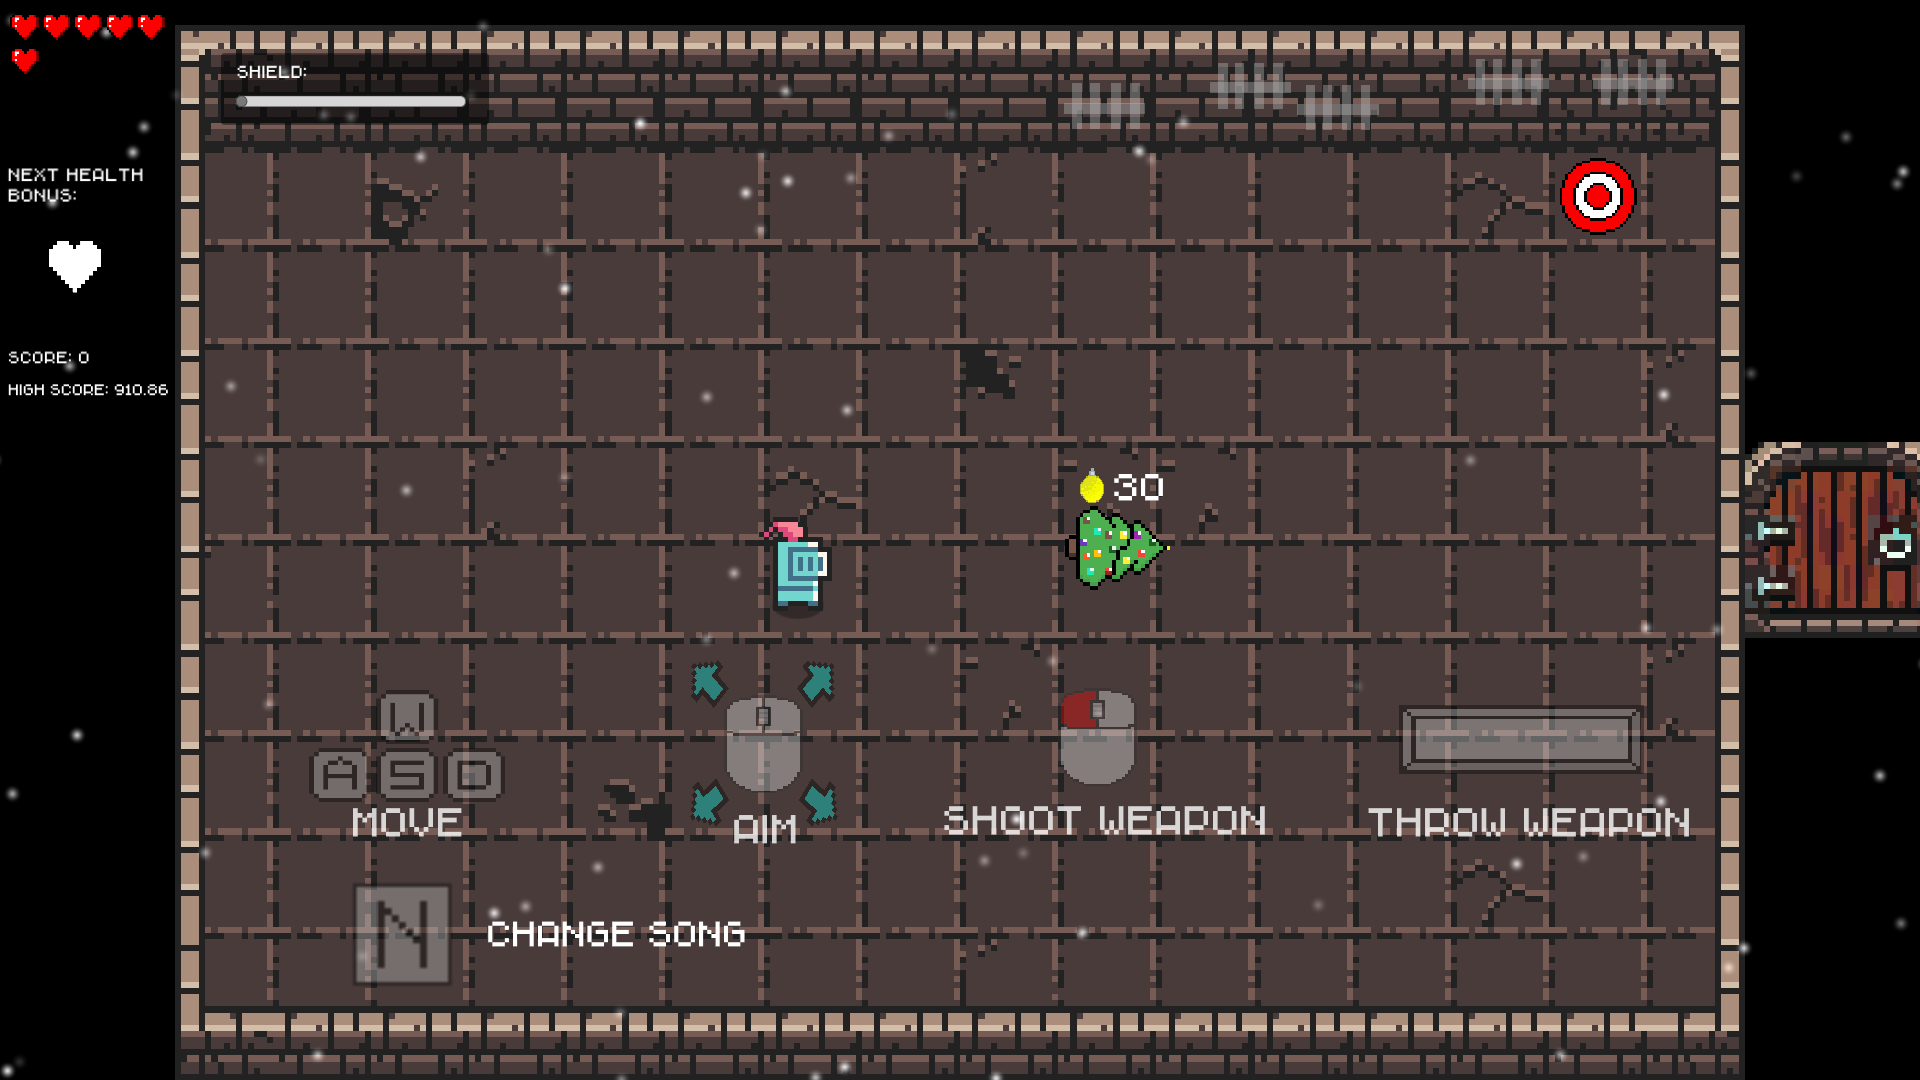 SHIELD:
NEXT HEALTH
BONUS:
SCORE: 0
HIGH SCORE: 910.86
30
W
A S D
MOVE
AIM
SHOOT WEAPON
THROW WEAPON
N
CHANGE SONG